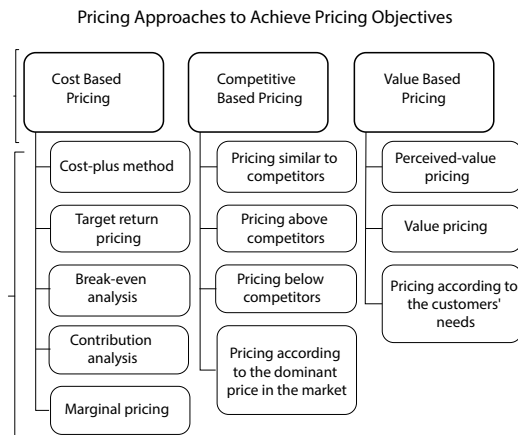 Pricing Approaches to Achieve Pricing Objectives
Cost Based
Pricing
Competitive
Based Pricing
Value Based
Pricing
Cost-plus method
Target return
pricing
Break-even
analysis
Contribution
analysis
Marginal pricing
Pricing similar to
competitors
Pricing above
competitors
Pricing below
competitors
Pricing according
to the dominant
price in the market
Perceived-value
pricing
Value pricing
Pricing according to
the customers'
needs